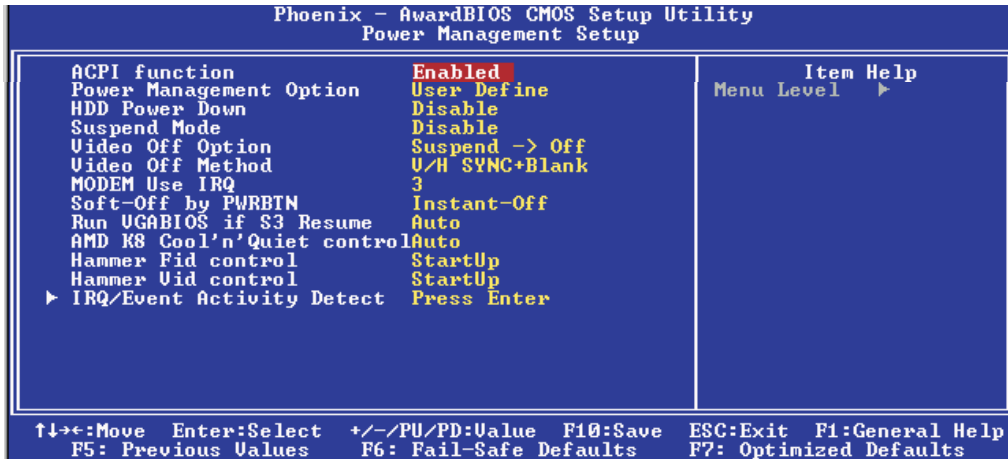 Phoenix - AwardBIOS CMOS Setup Utility
Power Management Setup
ACPI function Enabled
Power Management Option User Define
HDD Power Down Disable
Suspend Mode Disable
Video Off Option Suspend -> Off
Video Off Method V/H SYNC+Blank
MODEM Use IRQ 3
Soft-Off by PWRBTN Instant-Off
Run VGABIOS if S3 Resume Auto
AMD K8 Cool'n'Quiet control Auto
Hammer Fid control StartUp
Hammer Vid control StartUp
► IRQ/Event Activity Detect Press Enter
Item Help
Menu Level ►
↑↓→←:Move Enter:Select +/-/PU/PD:Value F10:Save ESC:Exit F1:General Help
F5: Previous Values F6: Fail-Safe Defaults F7: Optimized Defaults